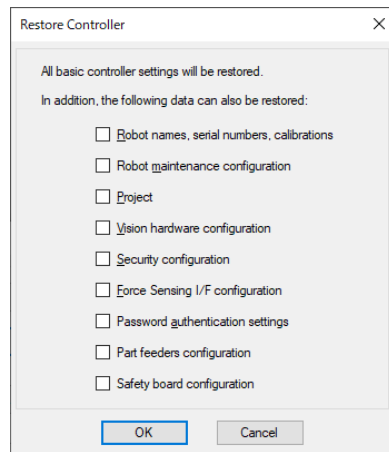 Restore Controller
All basic controller settings will be restored.
In addition, the following data can also be restored:
Robot names, serial numbers, calibrations
Robot maintenance configuration
Project
Vision hardware configuration
Security configuration
Force Sensing I/F configuration
Password authentication settings
Part feeders configuration
Safety board configuration
OK Cancel